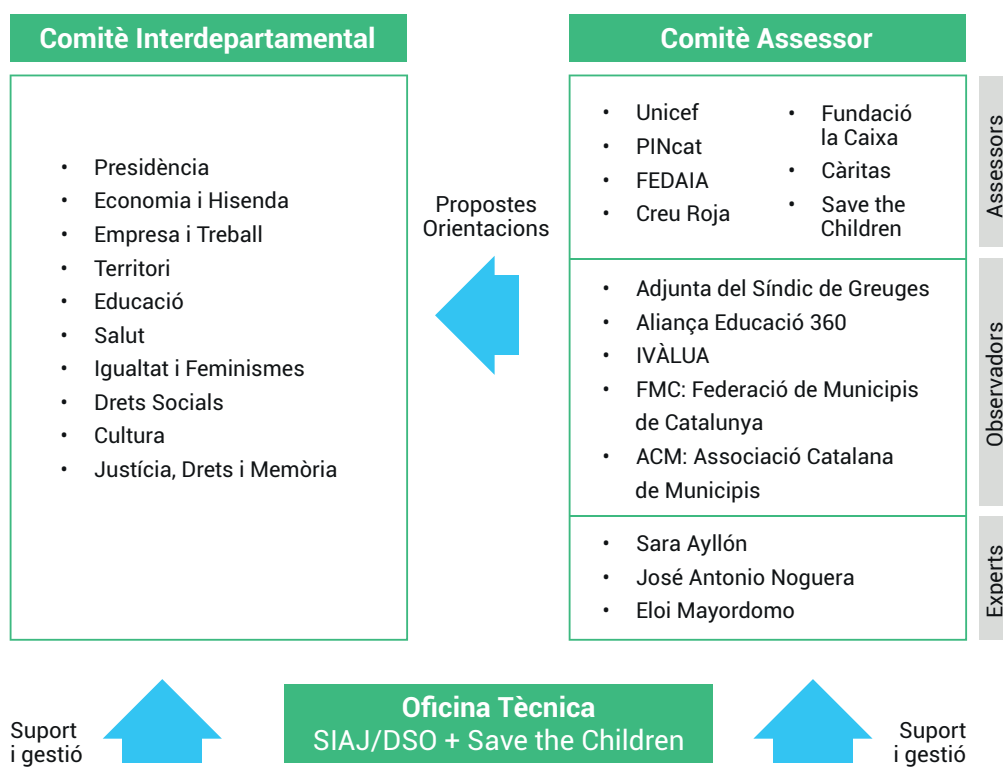 Comitè Interdepartamental
• Presidència
• Economia i Hisenda
• Empresa i Treball
• Territori
• Educació
• Salut
• Igualtat i Feminismes
• Drets Socials
• Cultura
• Justícia, Drets i Memòria
Propostes
Orientacions
Comitè Assessor
• Unicef
• PINcat
• FEDAIA
• Creu Roja
• Fundació
la Caixa
• Càritas
• Save the
Children
Assessors
• Adjunta del Síndic de Greuges
• Aliança Educació 360
• IVÀLUA
• FMC: Federació de Municipis
de Catalunya
• ACM: Associació Catalana
de Municipis
Observadors
• Sara Ayllón
• José Antonio Noguera
• Eloi Mayordomo
Experts
Suport
i gestió
Oficina Tècnica
SIAJ/DSO + Save the Children
Suport
i gestió